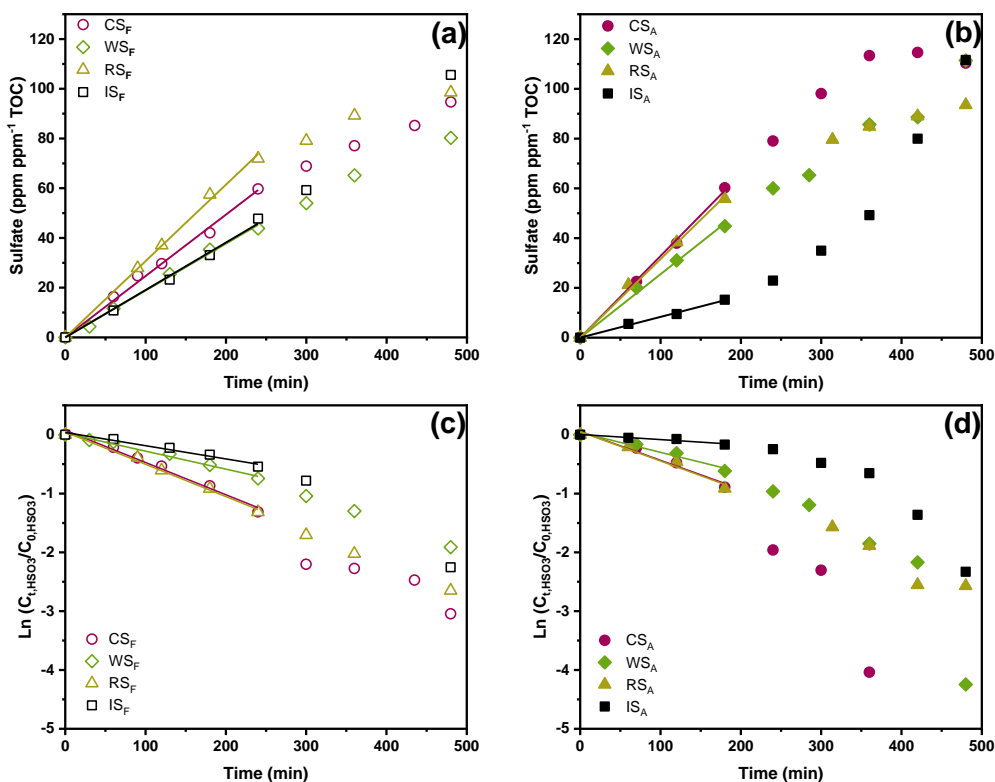 (a)
CS_F
WS_F
RS_F
IS_F
Sulfate (ppm ppm⁻¹ TOC)
120
100
80
60
40
20
0
0 100 200 300 400 500
Time (min)
(b)
CS_A
WS_A
RS_A
IS_A
Sulfate (ppm ppm⁻¹ TOC)
120
100
80
60
40
20
0
0 100 200 300 400 500
Time (min)
(c)
Ln (C_t,HSO3/C_0,HSO3)
0
-1
-2
-3
-4
-5
CS_F
WS_F
RS_F
IS_F
0 100 200 300 400 500
Time (min)
(d)
Ln (C_t,HSO3/C_0,HSO3)
0
-1
-2
-3
-4
-5
CS_A
WS_A
RS_A
IS_A
0 100 200 300 400 500
Time (min)